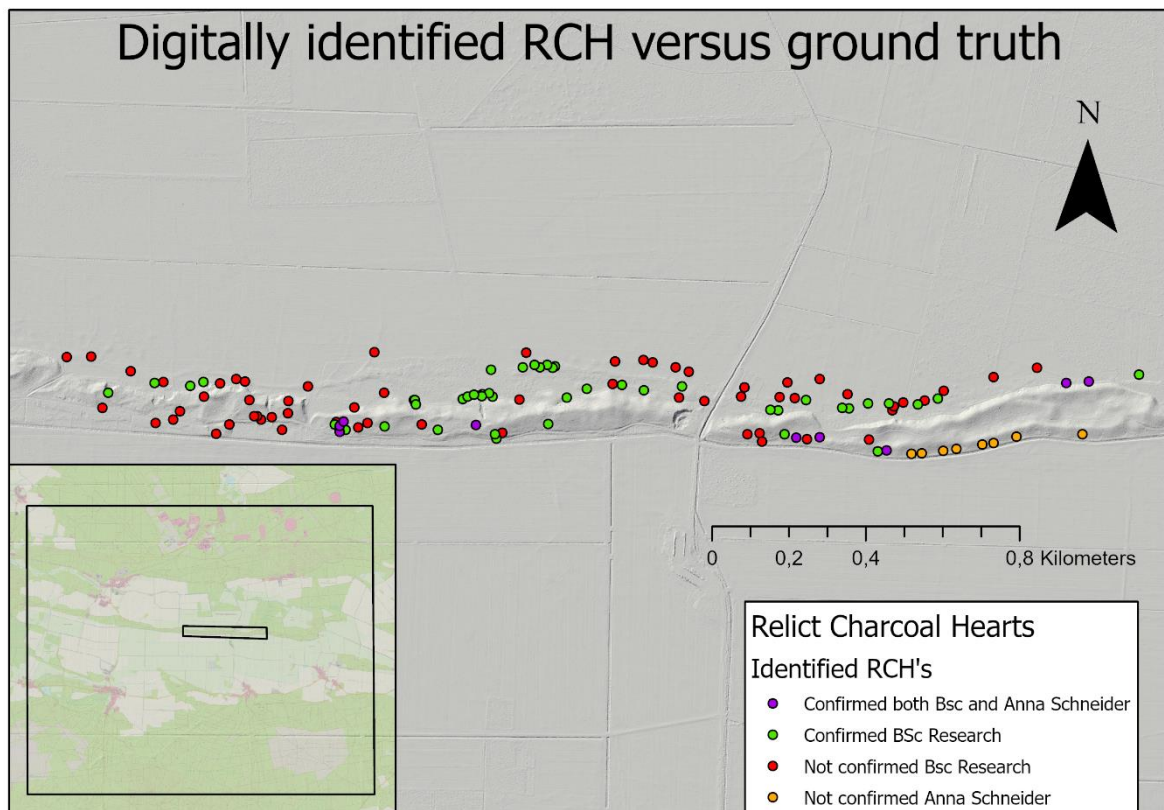 Digitally identified RCH versus ground truth
N
0 0,2 0,4 0,8 Kilometers
Relict Charcoal Hearts
Identified RCH's
Confirmed both Bsc and Anna Schneider
Confirmed BSc Research
Not confirmed Bsc Research
Not confirmed Anna Schneider